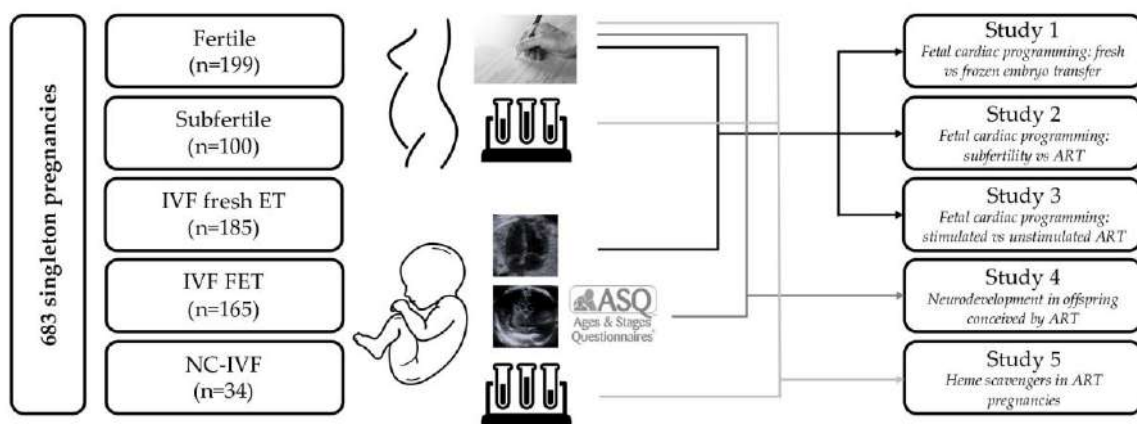 683 singleton pregnancies
Fertile
(n=199)
Subfertile
(n=100)
IVF fresh ET
(n=185)
IVF FET
(n=165)
NC-IVF
(n=34)
ASQ
Ages & Stages
Questionnaires
Study 1
Fetal cardiac programming: fresh
vs frozen embryo transfer
Study 2
Fetal cardiac programming:
subfertility vs ART
Study 3
Fetal cardiac programming:
stimulated vs unstimulated ART
Study 4
Neurodevelopment in offspring
conceived by ART
Study 5
Heme scavengers in ART
pregnancies